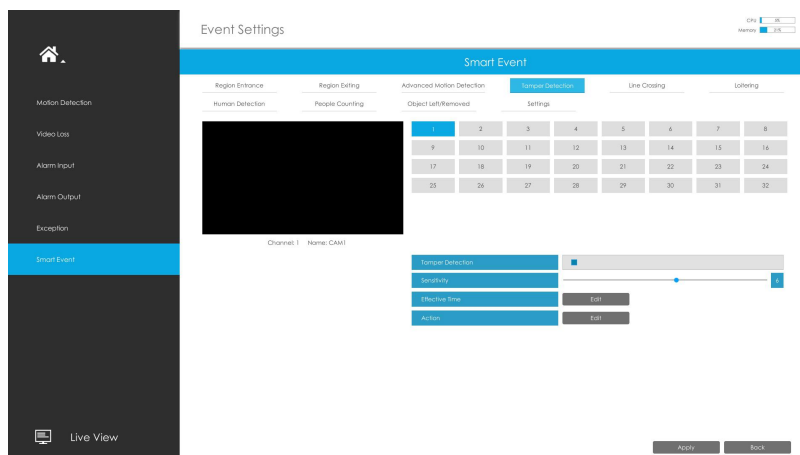 Event Settings
CPU
Memory
Smart Event
Region Entrance Region Exiting Advanced Motion Detection Tamper Detection Line Crossing Loitering
Human Detection People Counting Object Left/Removed Settings
Motion Detection
Video Loss
Alarm Input
Alarm Output
Exception
Smart Event
1 2 3 4 5 6 7 8
9 10 11 12 13 14 15 16
17 18 19 20 21 22 23 24
25 26 27 28 29 30 31 32
Channel: 1 Name: CAM1
Tamper Detection
Sensitivity 6
Effective Time Edit
Action Edit
Live View
Apply Back